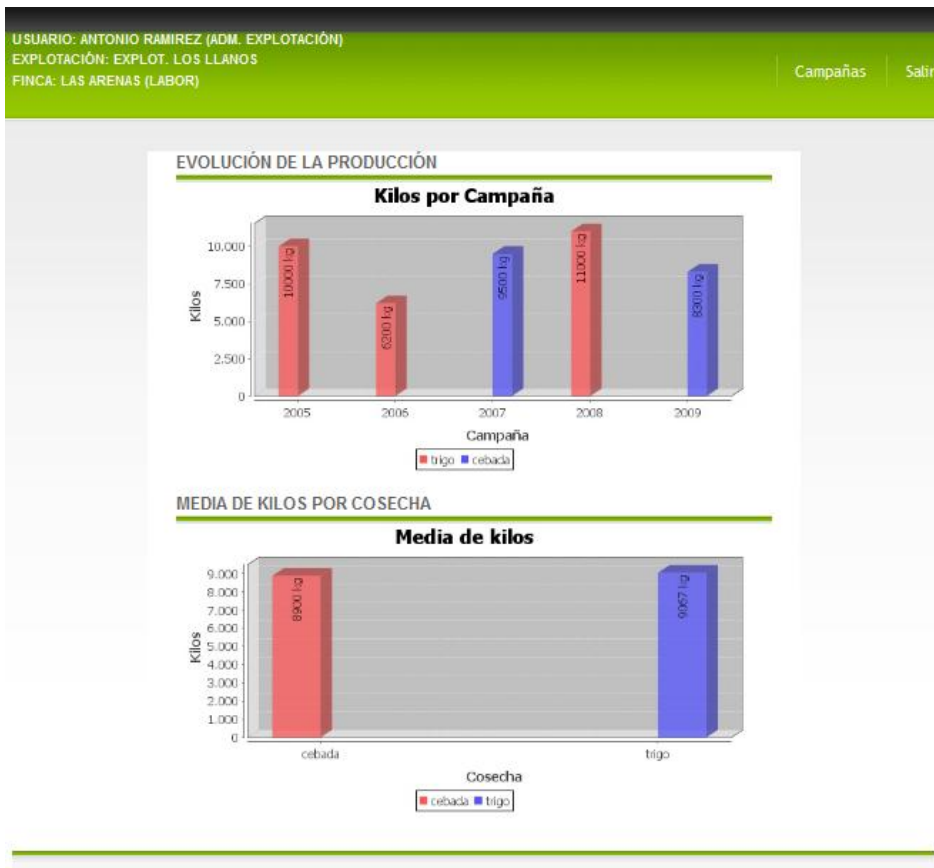 USUARIO: ANTONIO RAMIREZ (ADM. EXPLOTACIÓN)
EXPLOTACIÓN: EXPLOT. LOS LLANOS
FINCA: LAS ARENAS (LABOR)
Campañas Salir
EVOLUCIÓN DE LA PRODUCCIÓN
Kilos por Campaña
Kilos
10.000
7.500
5.000
2.500
0
10000 kg
6200 kg
9500 kg
11000 kg
8300 kg
2005 2006 2007 2008 2009
Campaña
trigo cebada
MEDIA DE KILOS POR COSECHA
Media de kilos
Kilos
9.000
8.000
7.000
6.000
5.000
4.000
3.000
2.000
1.000
0
8900 kg
9067 kg
cebada trigo
Cosecha
cebada trigo